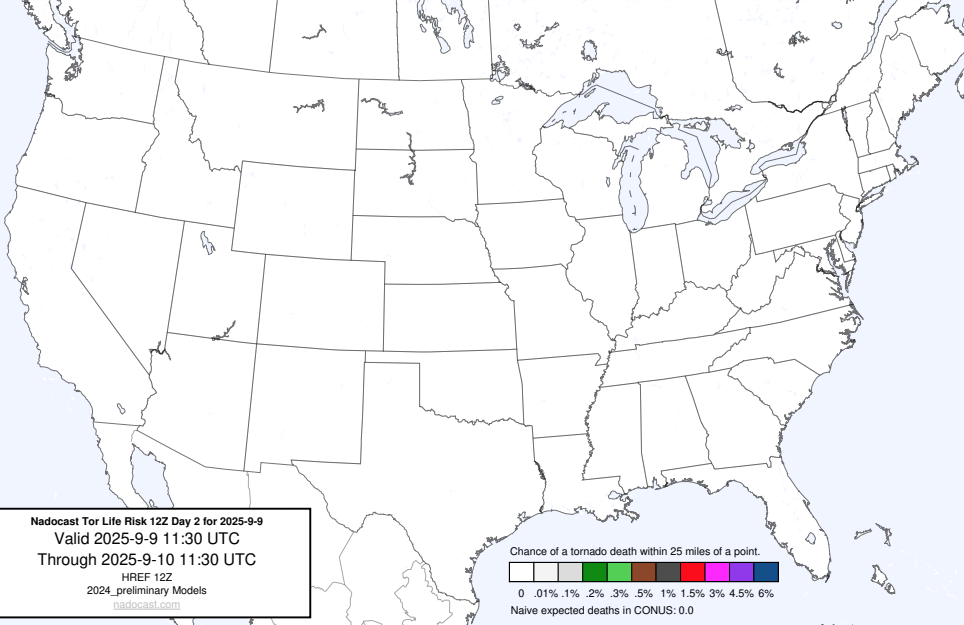 Nadocast Tor Life Risk 12Z Day 2 for 2025-9-9
Valid 2025-9-9 11:30 UTC
Through 2025-9-10 11:30 UTC
HREF 12Z
2024_preliminary Models
nadocast.com
Chance of a tornado death within 25 miles of a point.
0 .01% .1% .2% .3% .5% 1% 1.5% 3% 4.5% 6%
Naive expected deaths in CONUS: 0.0